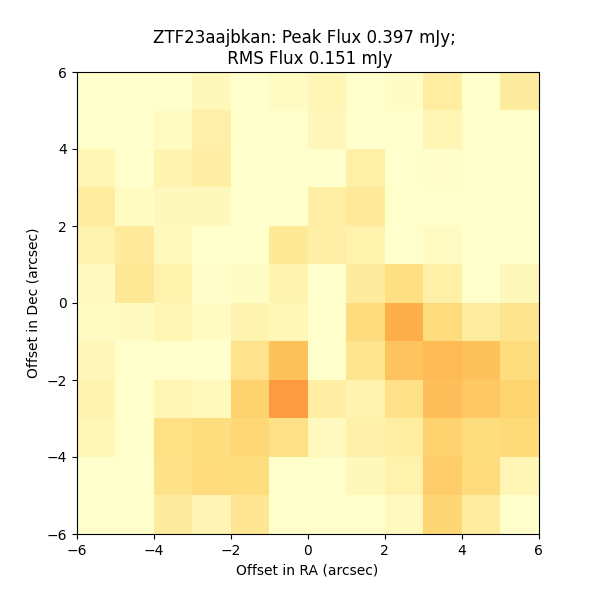 ZTF23aajbkan: Peak Flux 0.397 mJy;
RMS Flux 0.151 mJy
6
4
2
0
−2
−4
−6
Offset in Dec (arcsec)
−6 −4 −2 0 2 4 6
Offset in RA (arcsec)